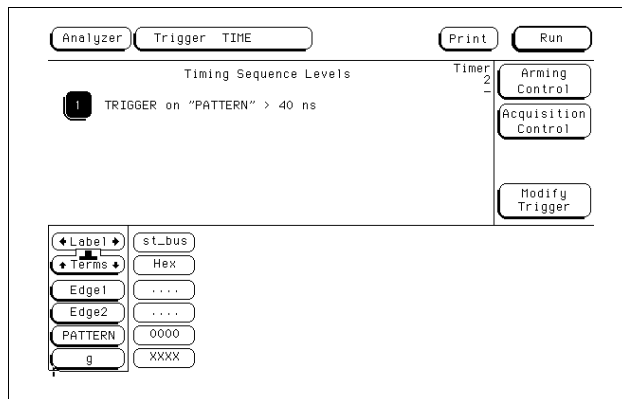 Analyzer Trigger TIME Print Run
Timing Sequence Levels
Timer
2
-
Arming
Control
1 TRIGGER on "PATTERN" > 40 ns
Acquisition
Control
Modify
Trigger
Label st_bus
Terms Hex
Edge1 ....
Edge2 ....
PATTERN 0000
g XXXX